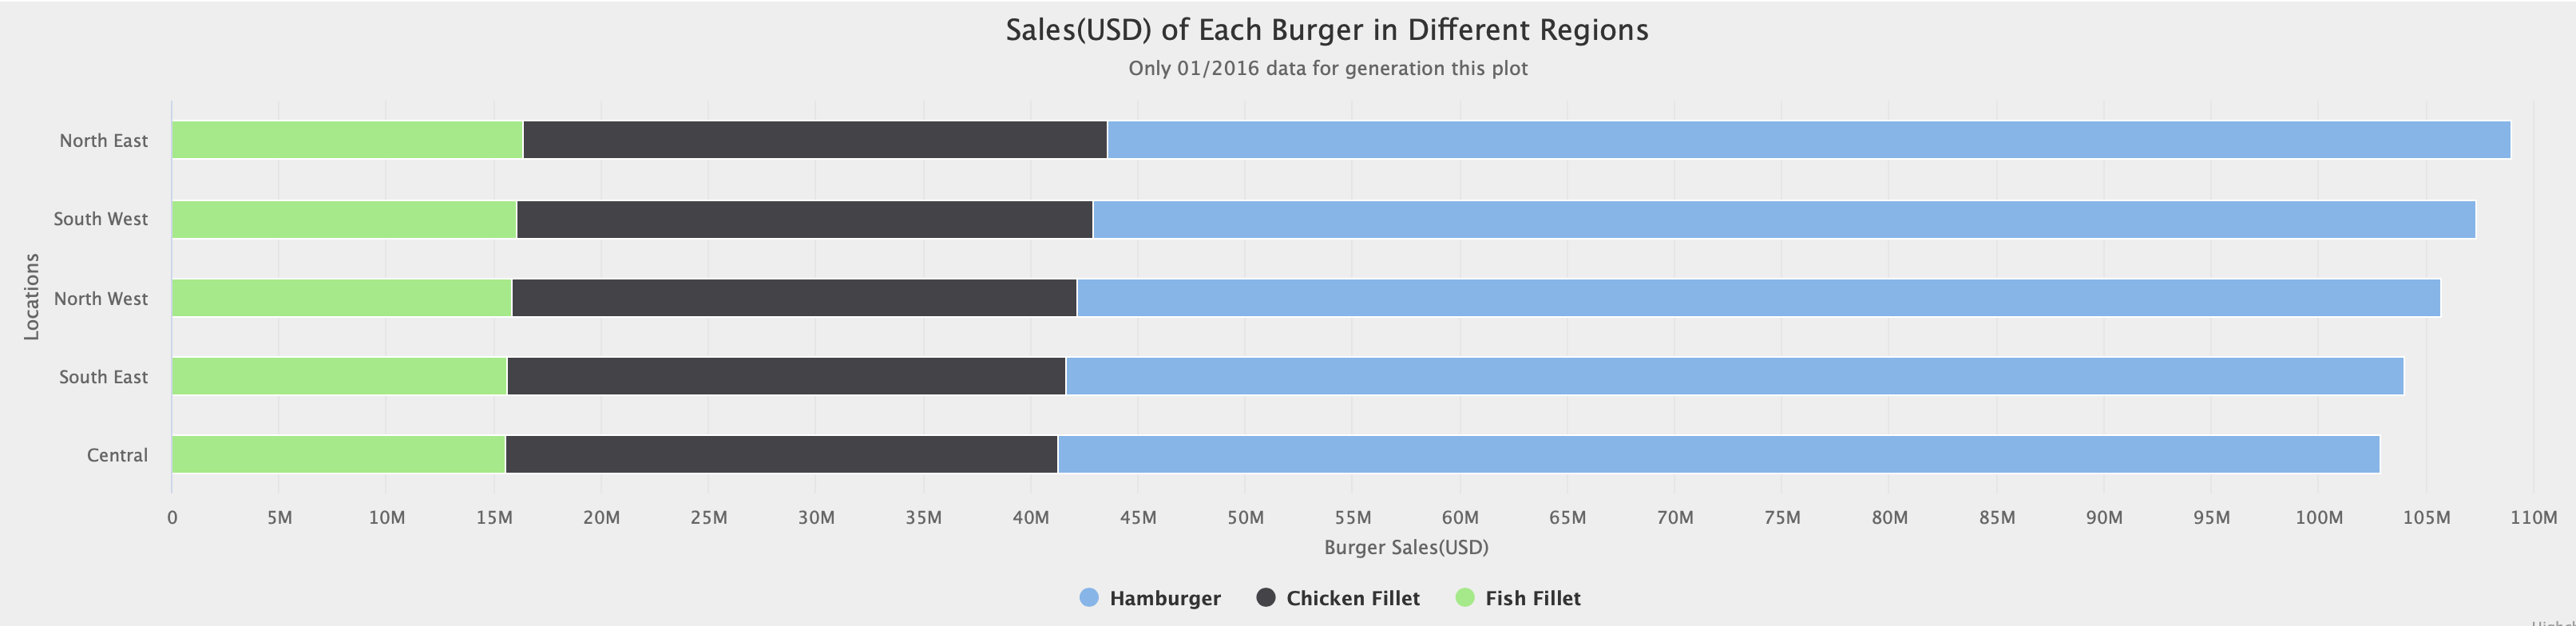 Sales(USD) of Each Burger in Different Regions
Only 01/2016 data for generation this plot
Locations
North East
South West
North West
South East
Central
0 5M 10M 15M 20M 25M 30M 35M 40M 45M 50M 55M 60M 65M 70M 75M 80M 85M 90M 95M 100M 105M 110M
Burger Sales(USD)
Hamburger Chicken Fillet Fish Fillet